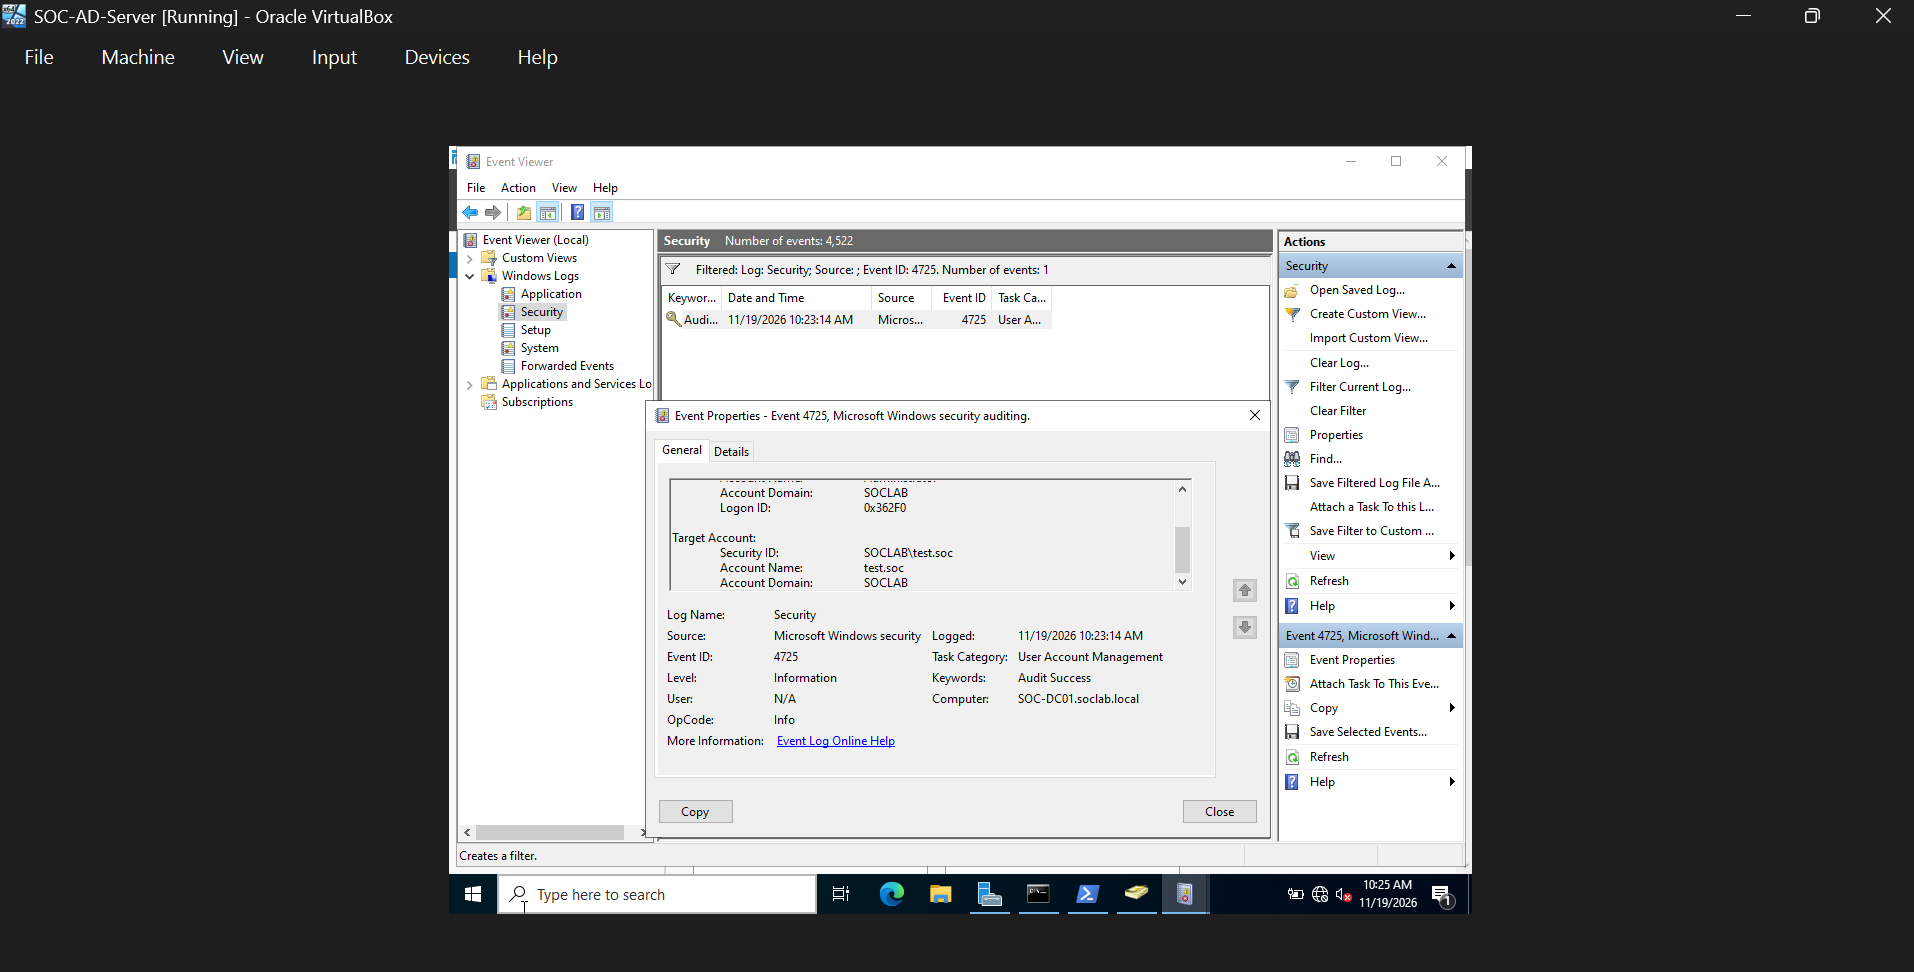 SOC-AD-Server [Running] - Oracle VirtualBox
File Machine View Input Devices Help
Event Viewer
File Action View Help
Event Viewer (Local)
Custom Views
Windows Logs
Application
Security
Setup
System
Forwarded Events
Applications and Services Lo
Subscriptions
Security Number of events: 4,522
Filtered: Log: Security; Source: ; Event ID: 4725. Number of events: 1
Keywor... Date and Time Source Event ID Task Ca...
Audi... 11/19/2026 10:23:14 AM Micros... 4725 User A...
Event Properties - Event 4725, Microsoft Windows security auditing.
General Details
Account Domain: SOCLAB
Logon ID: 0x362F0
Target Account:
Security ID: SOCLAB\test.soc
Account Name: test.soc
Account Domain: SOCLAB
Log Name: Security
Source: Microsoft Windows security Logged: 11/19/2026 10:23:14 AM
Event ID: 4725 Task Category: User Account Management
Level: Information Keywords: Audit Success
User: N/A Computer: SOC-DC01.soclab.local
OpCode: Info
More Information: Event Log Online Help
Copy Close
Actions
Security
Open Saved Log...
Create Custom View...
Import Custom View...
Clear Log...
Filter Current Log...
Clear Filter
Properties
Find...
Save Filtered Log File A...
Attach a Task To this L...
Save Filter to Custom ...
View
Refresh
Help
Event 4725, Microsoft Wind...
Event Properties
Attach Task To This Eve...
Copy
Save Selected Events...
Refresh
Help
Creates a filter.
Type here to search
10:25 AM
11/19/2026
1